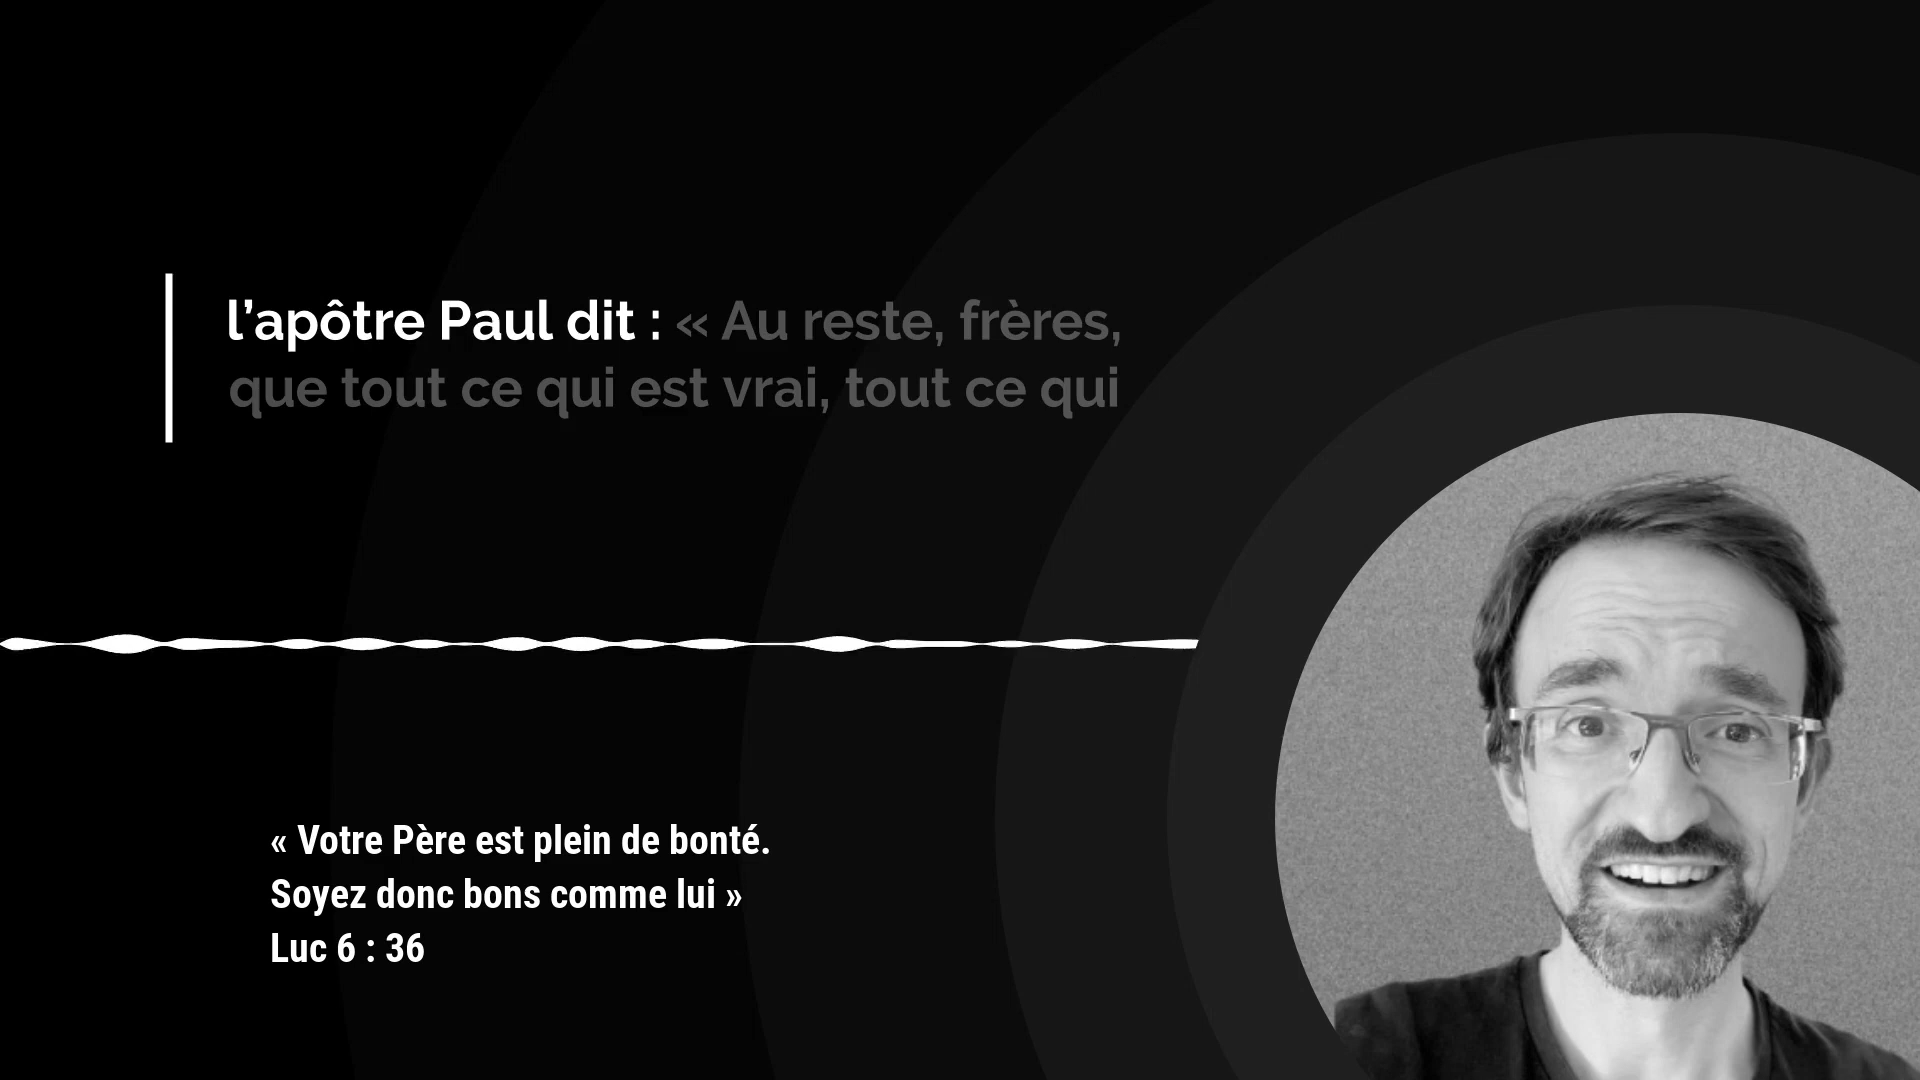 l’apôtre Paul dit : « Au reste, frères,
que tout ce qui est vrai, tout ce qui
« Votre Père est plein de bonté.
Soyez donc bons comme lui »
Luc 6 : 36